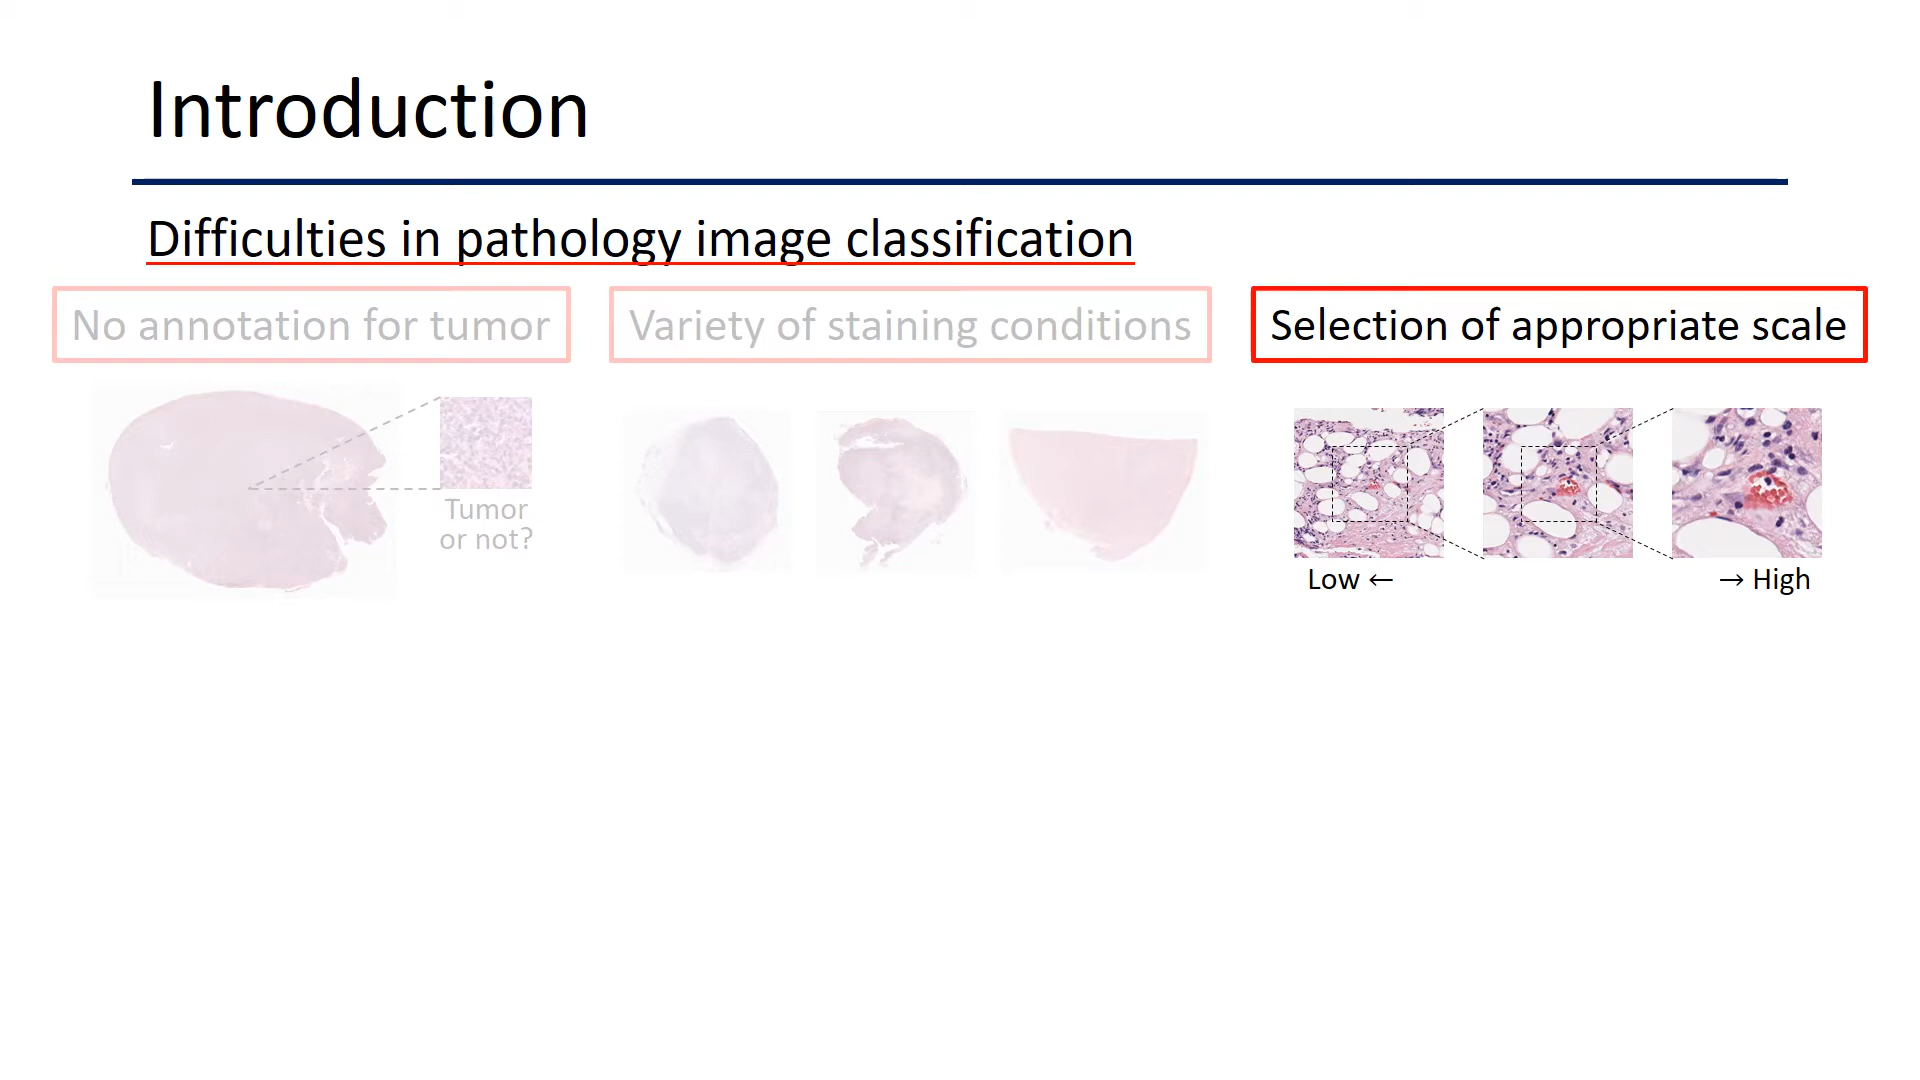 Introduction
Difficulties in pathology image classification
No annotation for tumor
Variety of staining conditions
Selection of appropriate scale
Tumor
or not?
Low ←
→ High